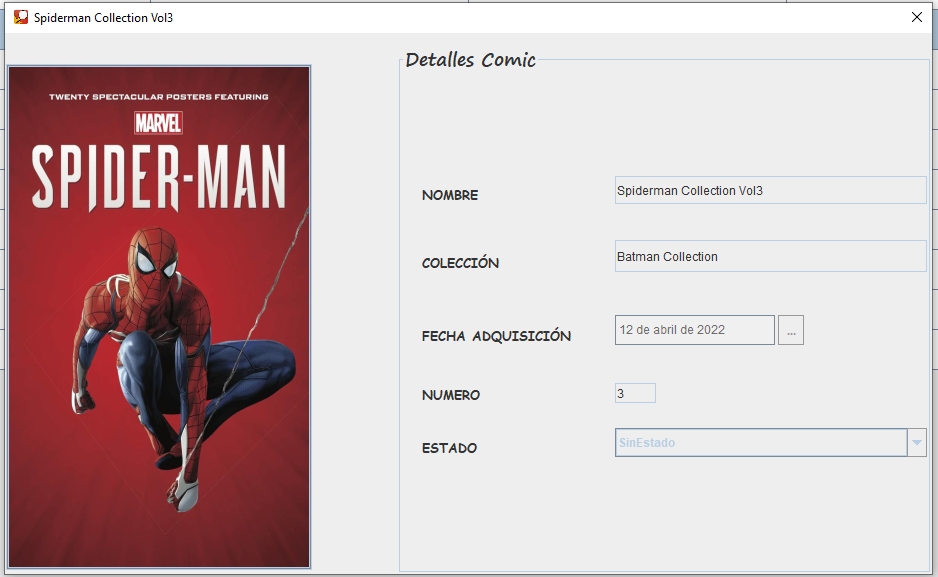 Spiderman Collection Vol3
TWENTY SPECTACULAR POSTERS FEATURING
MARVEL
SPIDER-MAN
Detalles Comic
NOMBRE
Spiderman Collection Vol3
COLECCIÓN
Batman Collection
FECHA ADQUISICIÓN
12 de abril de 2022
...
NUMERO
3
ESTADO
SinEstado